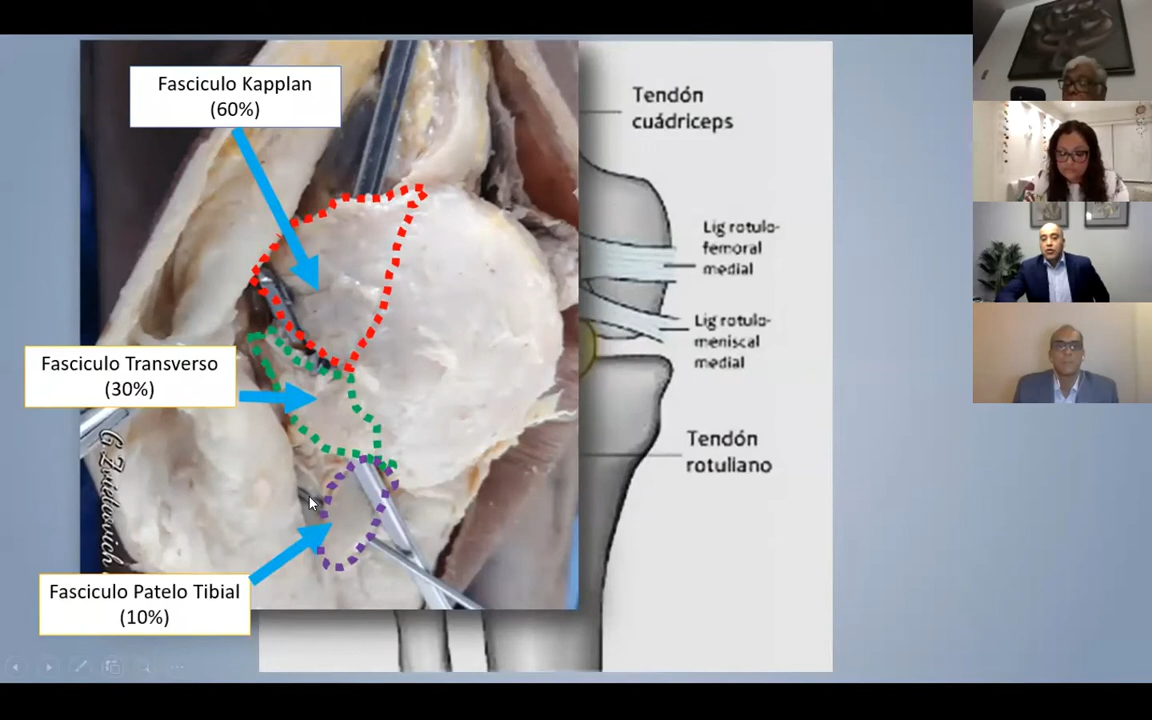 Fasciculo Kapplan
(60%)
Fasciculo Transverso
(30%)
Fasciculo Patelo Tibial
(10%)
Tendón
cuádriceps
Lig rotulo-
femoral
medial
Lig rotulo-
meniscal
medial
Tendón
rotuliano